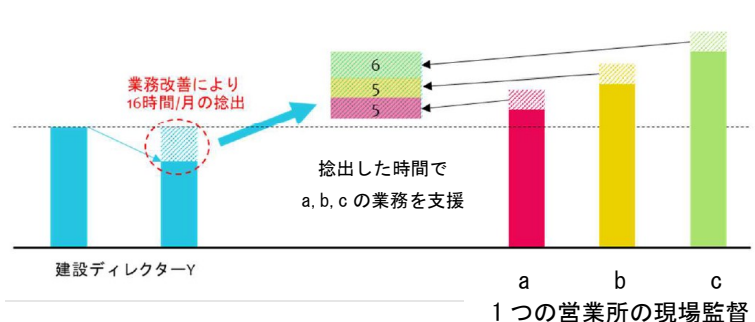 業務改善により
16時間/月の捻出
6
5
5
捻出した時間で
a,b,cの業務を支援
建設ディレクターY
a b c
1つの営業所の現場監督